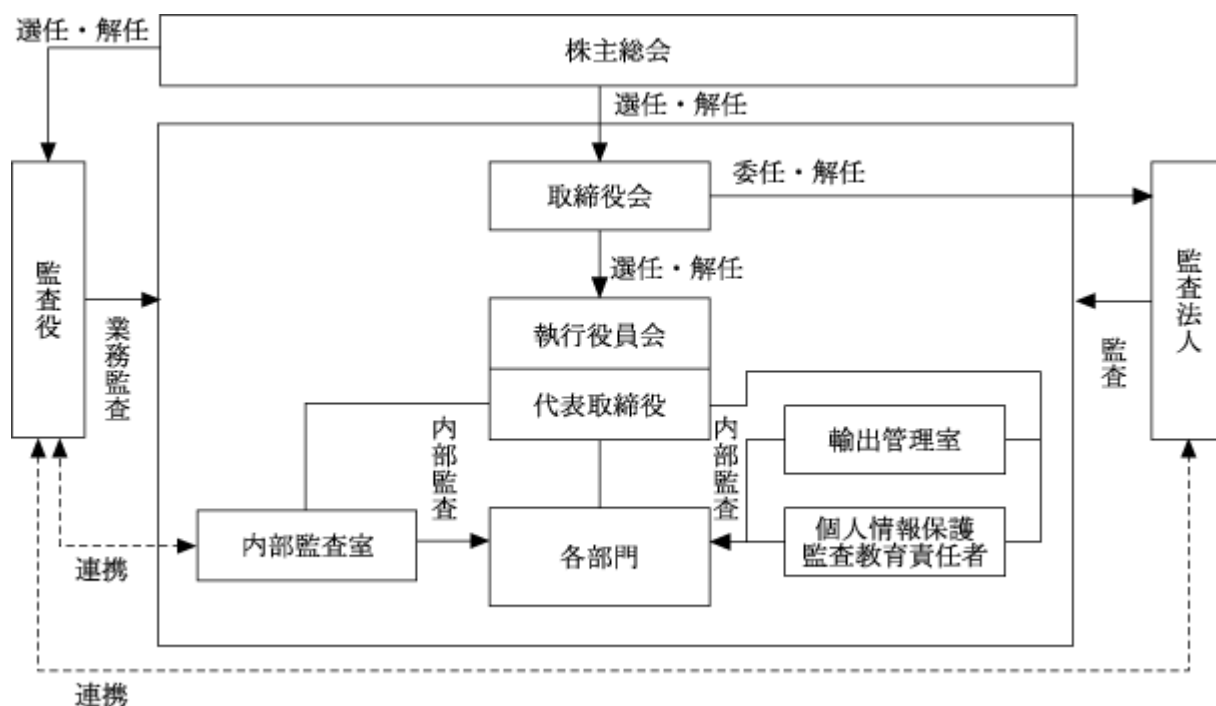 選任・解任
株主総会
選任・解任
取締役会
委任・解任
監査役
監査法人
選任・解任
業務監査
執行役員会
監査
代表取締役
内部監査
内部監査
輸出管理室
内部監査室
各部門
個人情報保護
監査教育責任者
連携
連携